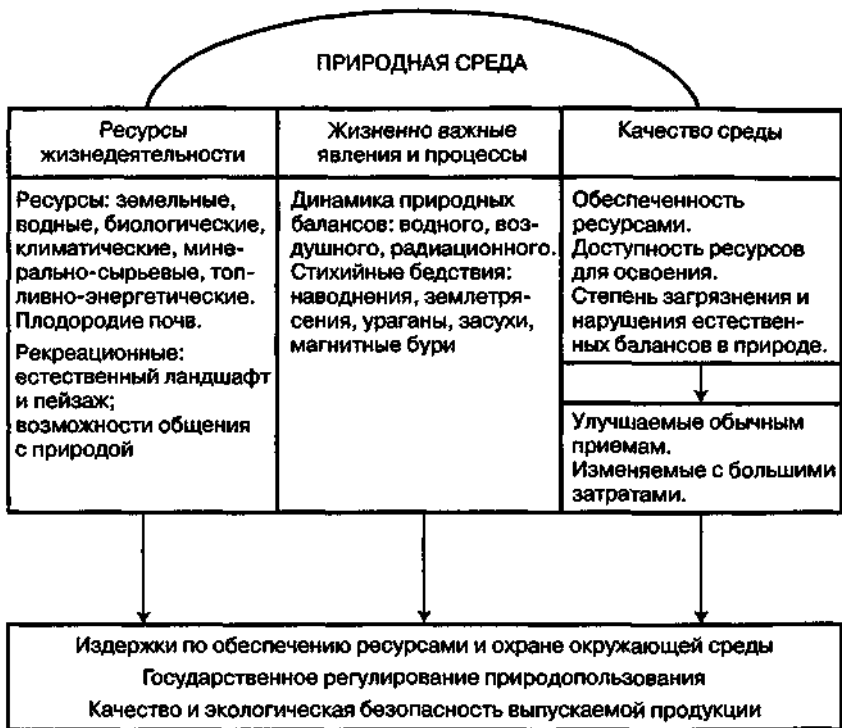 ПРИРОДНАЯ СРЕДА
Ресурсы
жизнедеятельности
Ресурсы: земельные,
водные, биологические,
климатические, мине-
рально-сырьевые, топ-
ливно-энергетические.
Плодородие почв.
Рекреационные:
естественный ландшафт
и пейзаж;
возможности общения
с природой
Жизненно важные
явления и процессы
Динамика природных
балансов: водного, воз-
душного, радиационного.
Стихийные бедствия:
наводнения, землетря-
сения, ураганы, засухи,
магнитные бури
Качество среды
Обеспеченность
ресурсами.
Доступность ресурсов
для освоения.
Степень загрязнения и
нарушения естествен-
ных балансов в природе.
Улучшаемые обычным
приемам.
Изменяемые с большими
затратами.
Издержки по обеспечению ресурсами и охране окружающей среды
Государственное регулирование природопользования
Качество и экологическая безопасность выпускаемой продукции